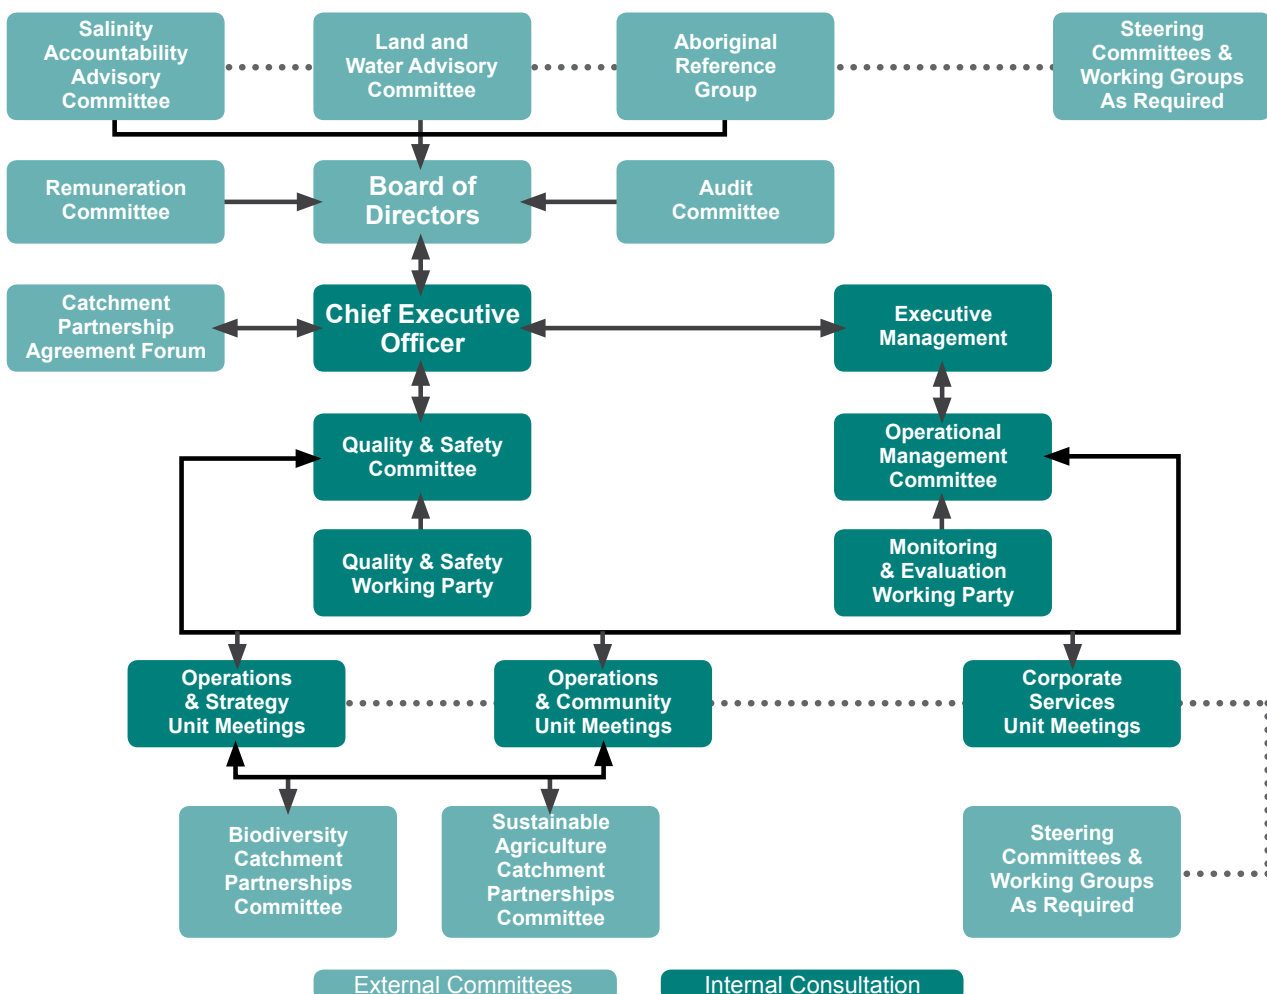 Salinity
Accountability
Advisory
Committee
Land and
Water Advisory
Committee
Aboriginal
Reference
Group
Steering
Committees &
Working Groups
As Required
Remuneration
Committee
Board of
Directors
Audit
Committee
Catchment
Partnership
Agreement Forum
Chief Executive
Officer
Executive
Management
Quality & Safety
Committee
Operational
Management
Committee
Quality & Safety
Working Party
Monitoring
& Evaluation
Working Party
Operations
& Strategy
Unit Meetings
Operations
& Community
Unit Meetings
Corporate
Services
Unit Meetings
Biodiversity
Catchment
Partnerships
Committee
Sustainable
Agriculture
Catchment
Partnerships
Committee
Steering
Committees &
Working Groups
As Required
External Committees
Internal Consultation